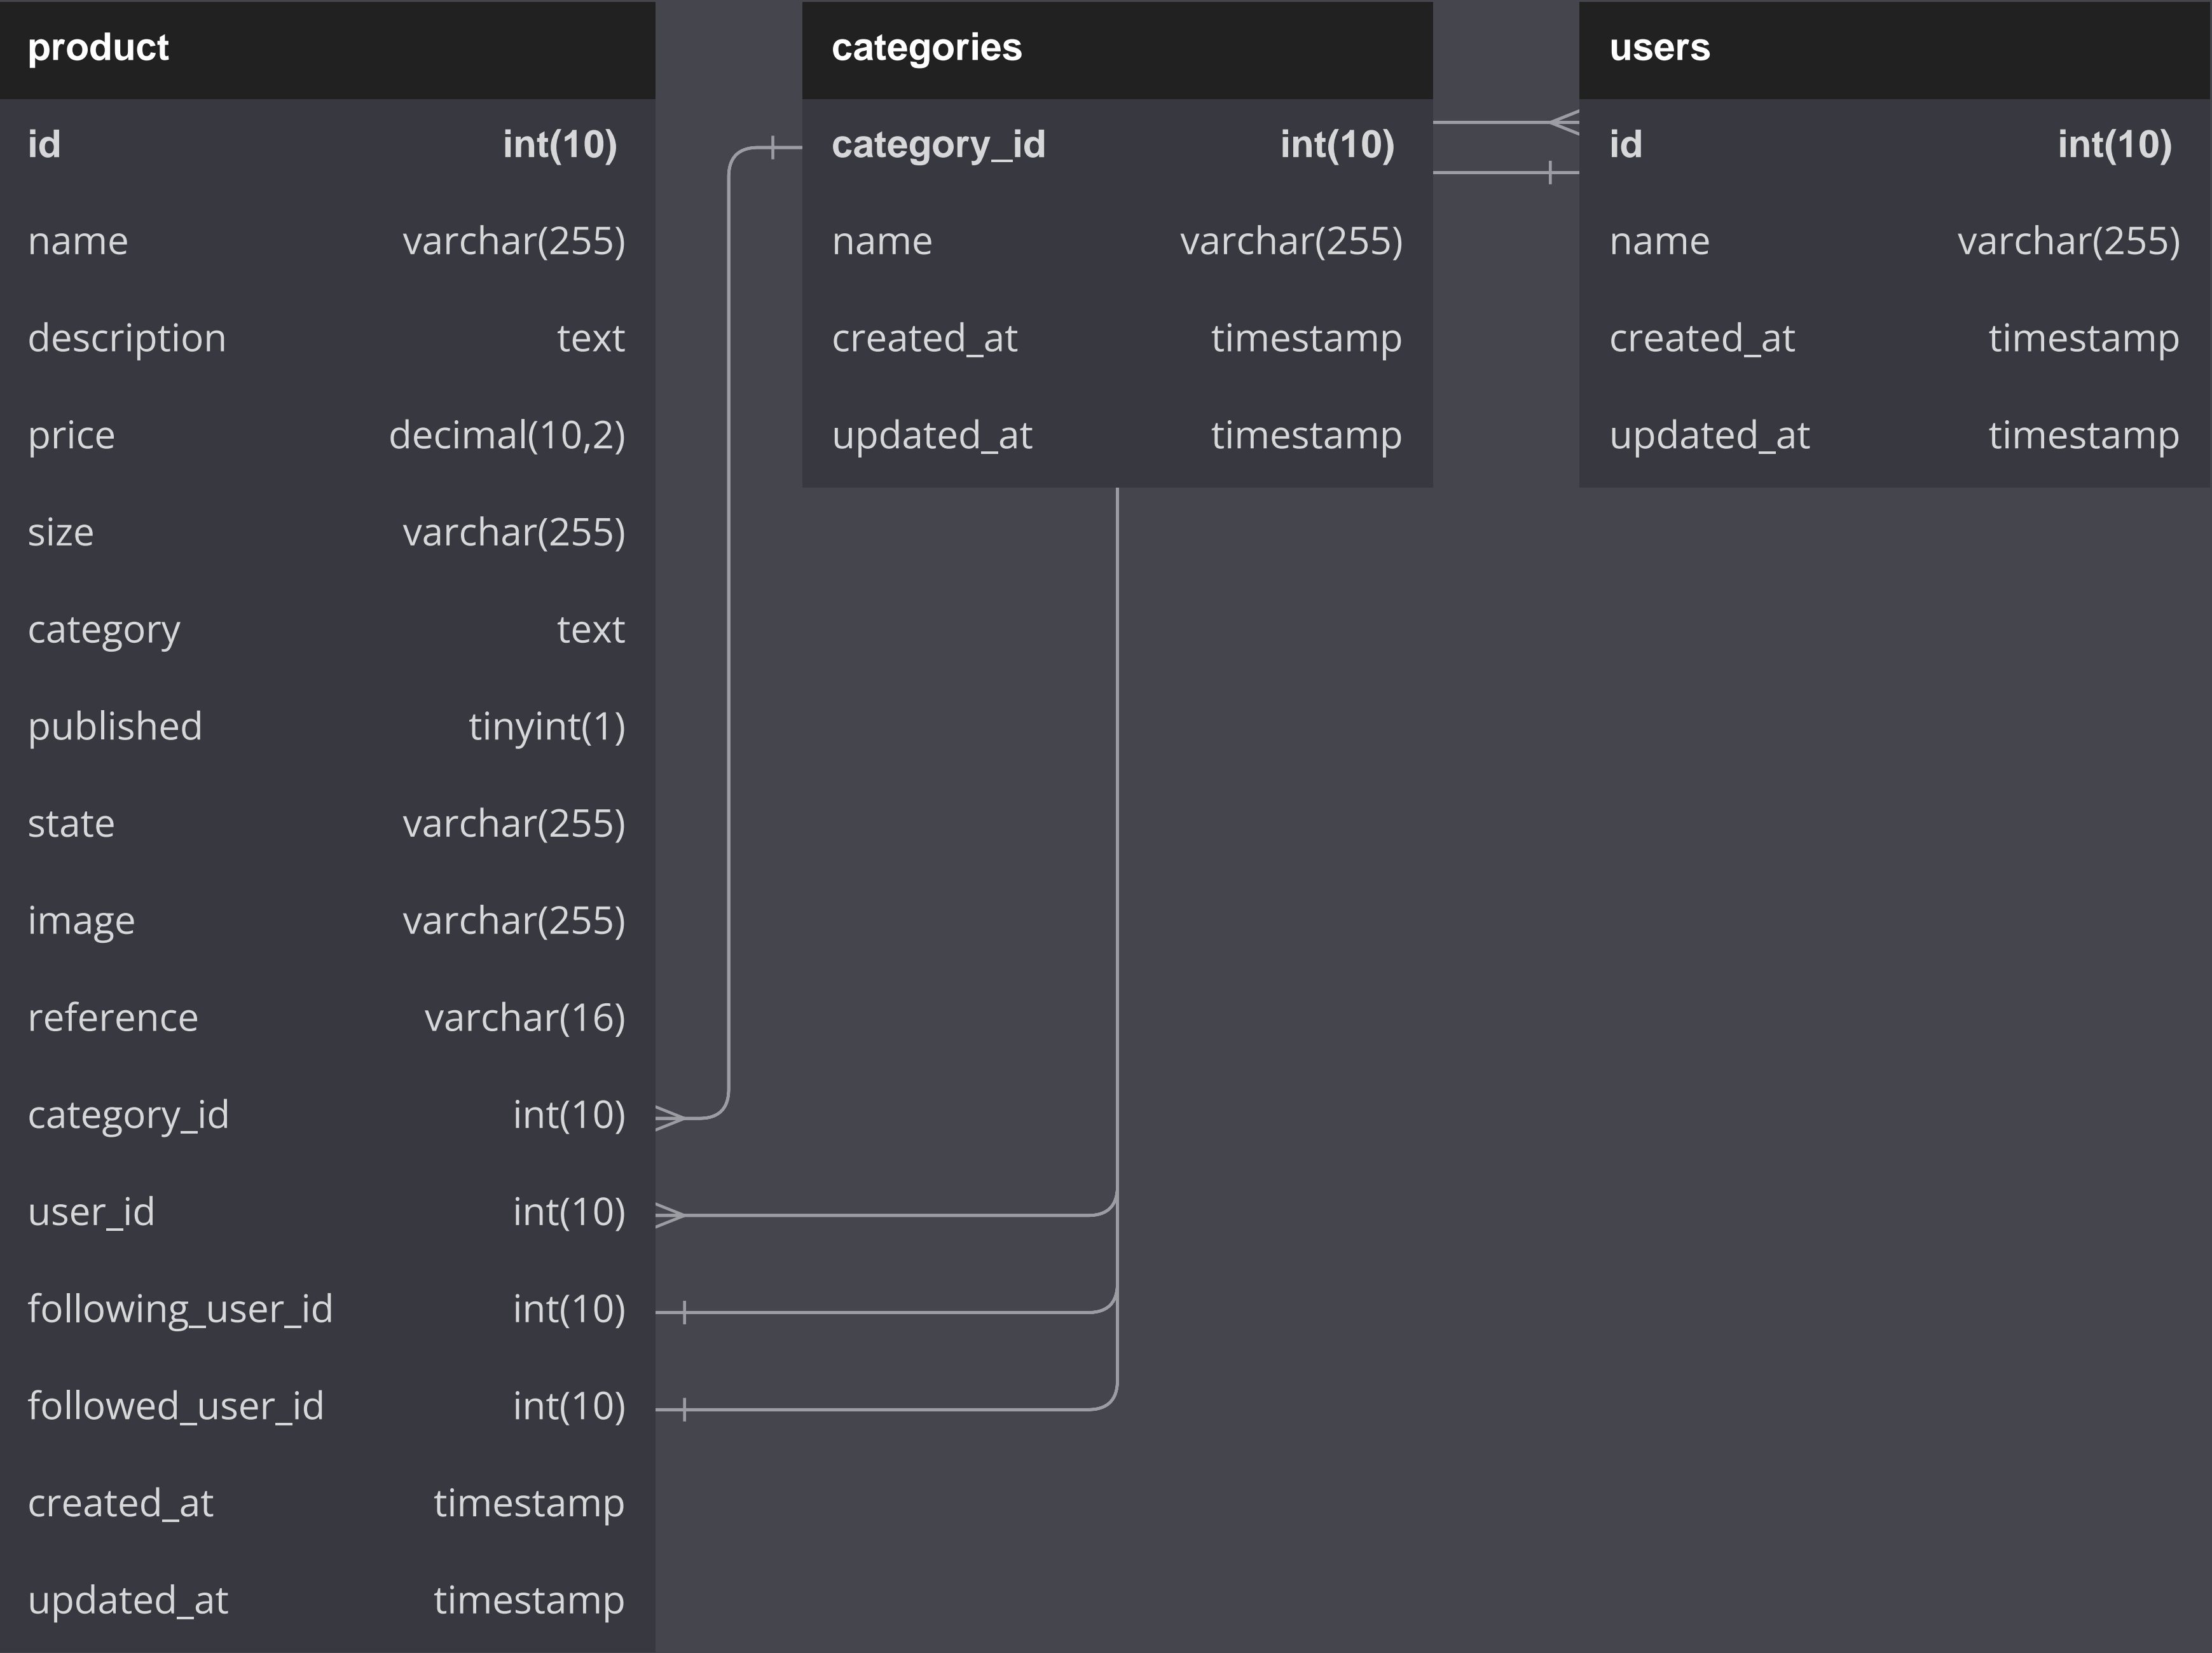 product
id int(10)
name varchar(255)
description text
price decimal(10,2)
size varchar(255)
category text
published tinyint(1)
state varchar(255)
image varchar(255)
reference varchar(16)
category_id int(10)
user_id int(10)
following_user_id int(10)
followed_user_id int(10)
created_at timestamp
updated_at timestamp
categories
category_id int(10)
name varchar(255)
created_at timestamp
updated_at timestamp
users
id int(10)
name varchar(255)
created_at timestamp
updated_at timestamp